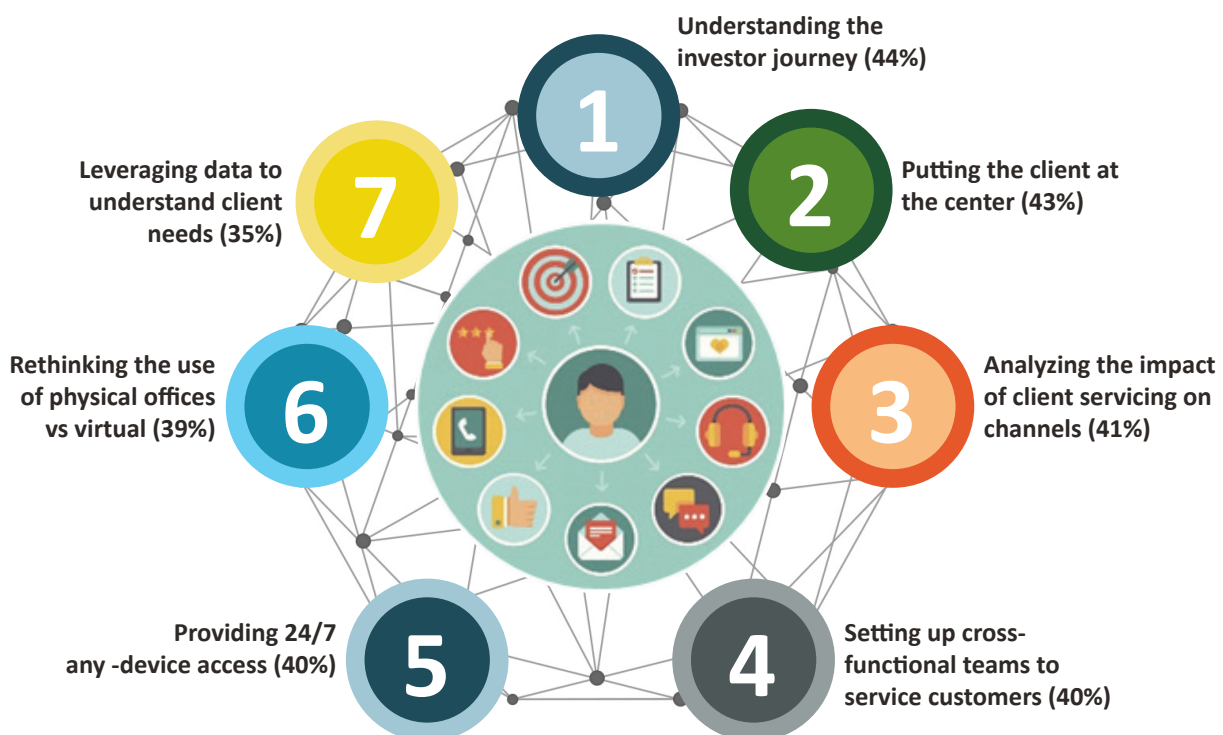 1
Understanding the
investor journey (44%)
2
Putting the client at
the center (43%)
3
Analyzing the impact
of client servicing on
channels (41%)
4
Setting up cross-
functional teams to
service customers (40%)
5
Providing 24/7
any -device access (40%)
6
Rethinking the use
of physical offices
vs virtual (39%)
7
Leveraging data to
understand client
needs (35%)